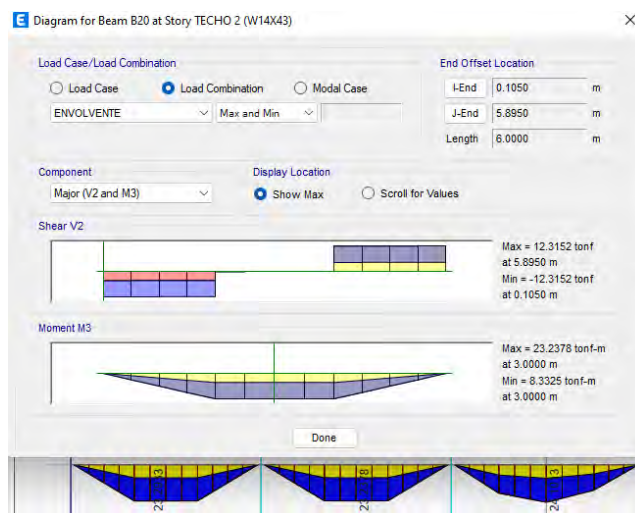 E Diagram for Beam B20 at Story TECHO 2 (W14X43)
Load Case/Load Combination
Load Case Load Combination Modal Case
ENVOLVENTE Max and Min
End Offset Location
I-End 0.1050 m
J-End 5.8950 m
Length 6.0000 m
Component
Major (V2 and M3)
Display Location
Show Max Scroll for Values
Shear V2
Max = 12.3152 tonf
at 5.8950 m
Min = -12.3152 tonf
at 0.1050 m
Moment M3
Max = 23.2378 tonf-m
at 3.0000 m
Min = 8.3325 tonf-m
at 3.0000 m
Done